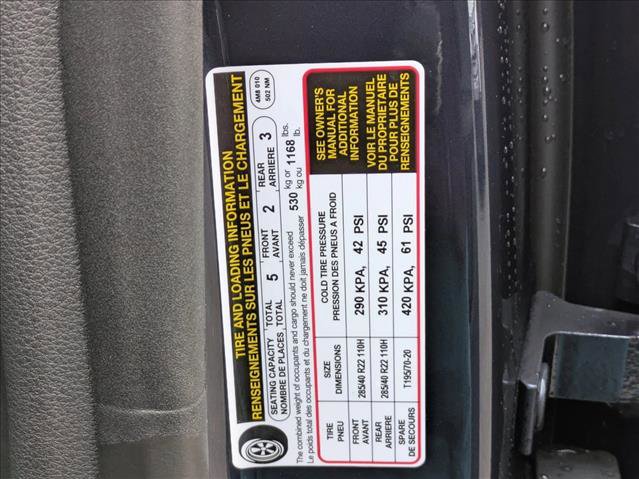 TIRE AND LOADING INFORMATION
RENSEIGNEMENTS SUR LES PNEUS ET LE CHARGEMENT
4M8 010
502 NM
SEATING CAPACITY TOTAL 5 FRONT 2 REAR 3
NOMBRE DE PLACES TOTAL AVANT ARRIERE
The combined weight of occupants and cargo should never exceed 530 kg or 1168 lbs.
Le poids total des occupants et du chargement ne doit jamais dépasser kg ou lb.
TIRE SIZE COLD TIRE PRESSURE
PNEU DIMENSIONS PRESSION DES PNEUS A FROID
FRONT 285/40 R22 110H 290 KPA, 42 PSI
AVANT
REAR 285/40 R22 110H 310 KPA, 45 PSI
ARRIERE
SPARE T195/70-20 420 KPA, 61 PSI
DE SECOURS
SEE OWNER'S
MANUAL FOR
ADDITIONAL
INFORMATION
VOIR LE MANUEL
DU PROPRIETAIRE
POUR PLUS DE
RENSEIGNEMENTS